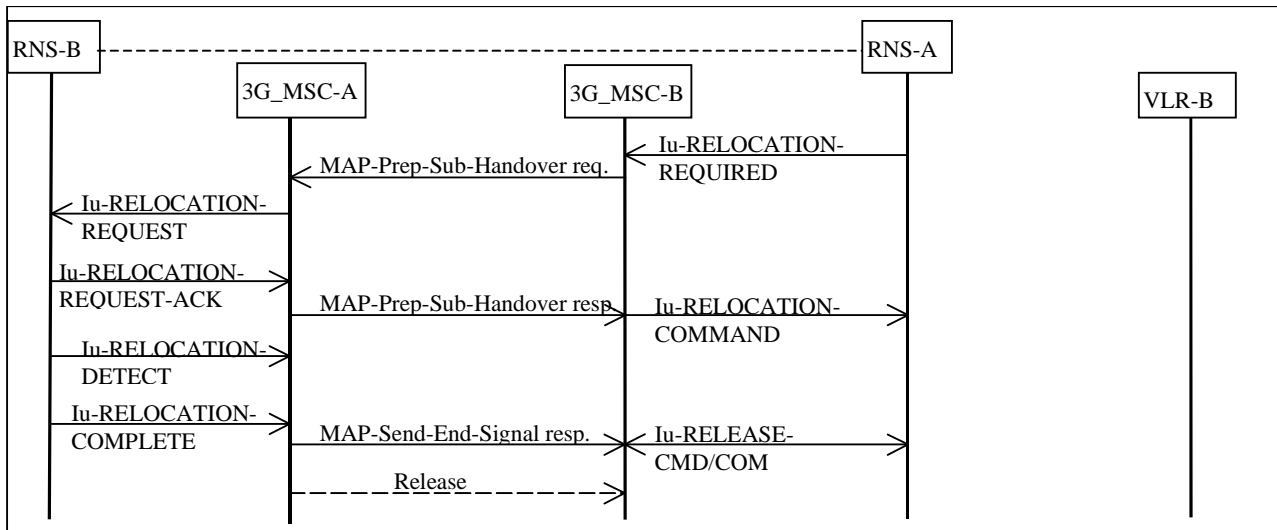 RNS-B
RNS-A
3G_MSC-A
3G_MSC-B
VLR-B
Iu-RELOCATION-
REQUIRED
MAP-Prep-Sub-Handover req.
Iu-RELOCATION-
REQUEST
Iu-RELOCATION-
REQUEST-ACK
MAP-Prep-Sub-Handover resp
Iu-RELOCATION-
COMMAND
Iu-RELOCATION-
DETECT
Iu-RELOCATION-
COMPLETE
MAP-Send-End-Signal resp.
Iu-RELEASE-
CMD/COM
Release